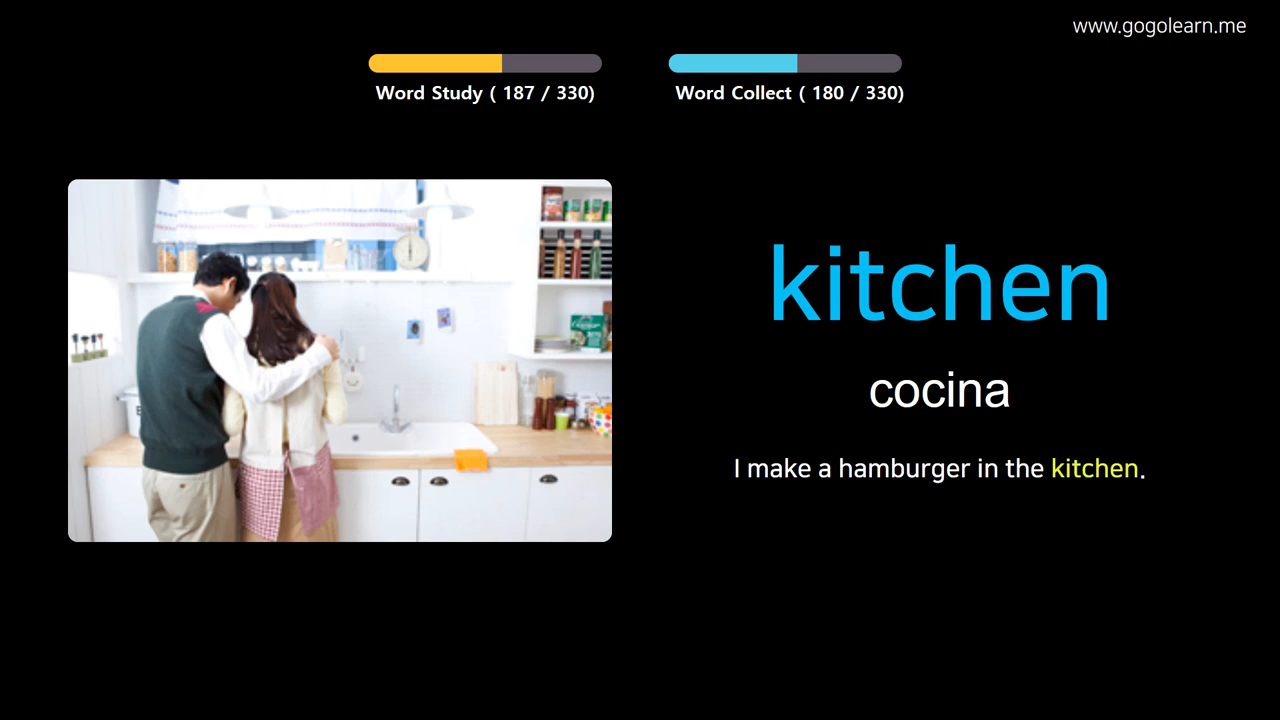 www.gogolearn.me
Word Study ( 187 / 330)
Word Collect ( 180 / 330)
kitchen
cocina
I make a hamburger in the kitchen.